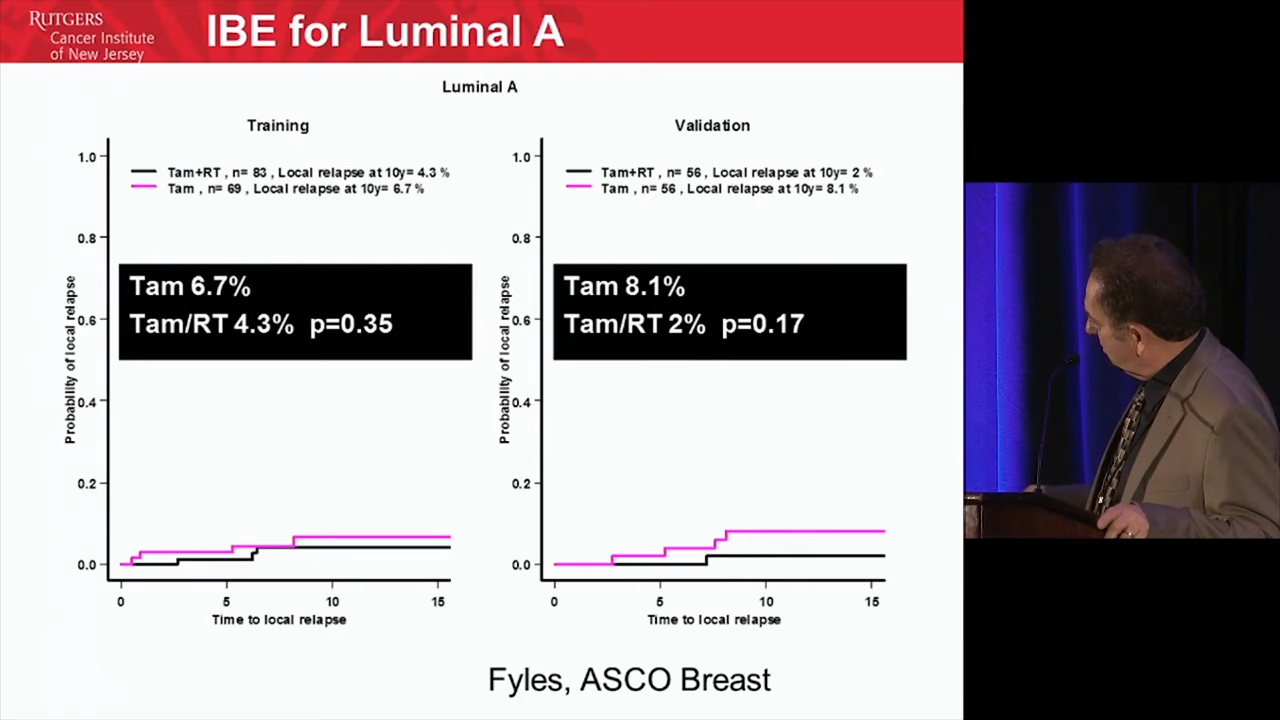 RUTGERS
Cancer Institute
of New Jersey
IBE for Luminal A
Luminal A
Training
1.0
0.8
0.6
0.4
0.2
0.0
Probability of local relapse
Tam+RT , n= 83 , Local relapse at 10y= 4.3 %
Tam , n= 69 , Local relapse at 10y= 6.7 %
Tam 6.7%
Tam/RT 4.3% p=0.35
0 5 10 15
Time to local relapse
Validation
1.0
0.8
0.6
0.4
0.2
0.0
Probability of local relapse
Tam+RT , n= 56 , Local relapse at 10y= 2 %
Tam , n= 56 , Local relapse at 10y= 8.1 %
Tam 8.1%
Tam/RT 2% p=0.17
0 5 10 15
Time to local relapse
Fyles, ASCO Breast